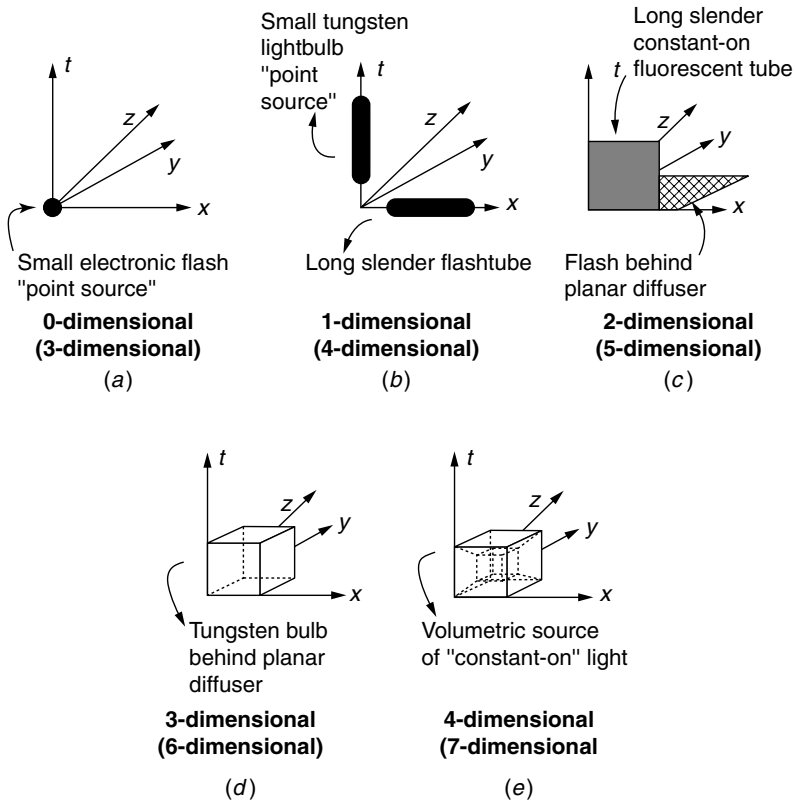 t
z
y
x
Small electronic flash
"point source"
0-dimensional
(3-dimensional)
(a)
Small tungsten
lightbulb
"point
source"
t
z
y
x
Long slender flashtube
1-dimensional
(4-dimensional)
(b)
Long slender
constant-on
fluorescent tube
t
z
y
x
Flash behind
planar diffuser
2-dimensional
(5-dimensional)
(c)
t
z
y
x
Tungsten bulb
behind planar
diffuser
3-dimensional
(6-dimensional)
(d)
t
z
y
x
Volumetric source
of "constant-on" light
4-dimensional
(7-dimensional
(e)